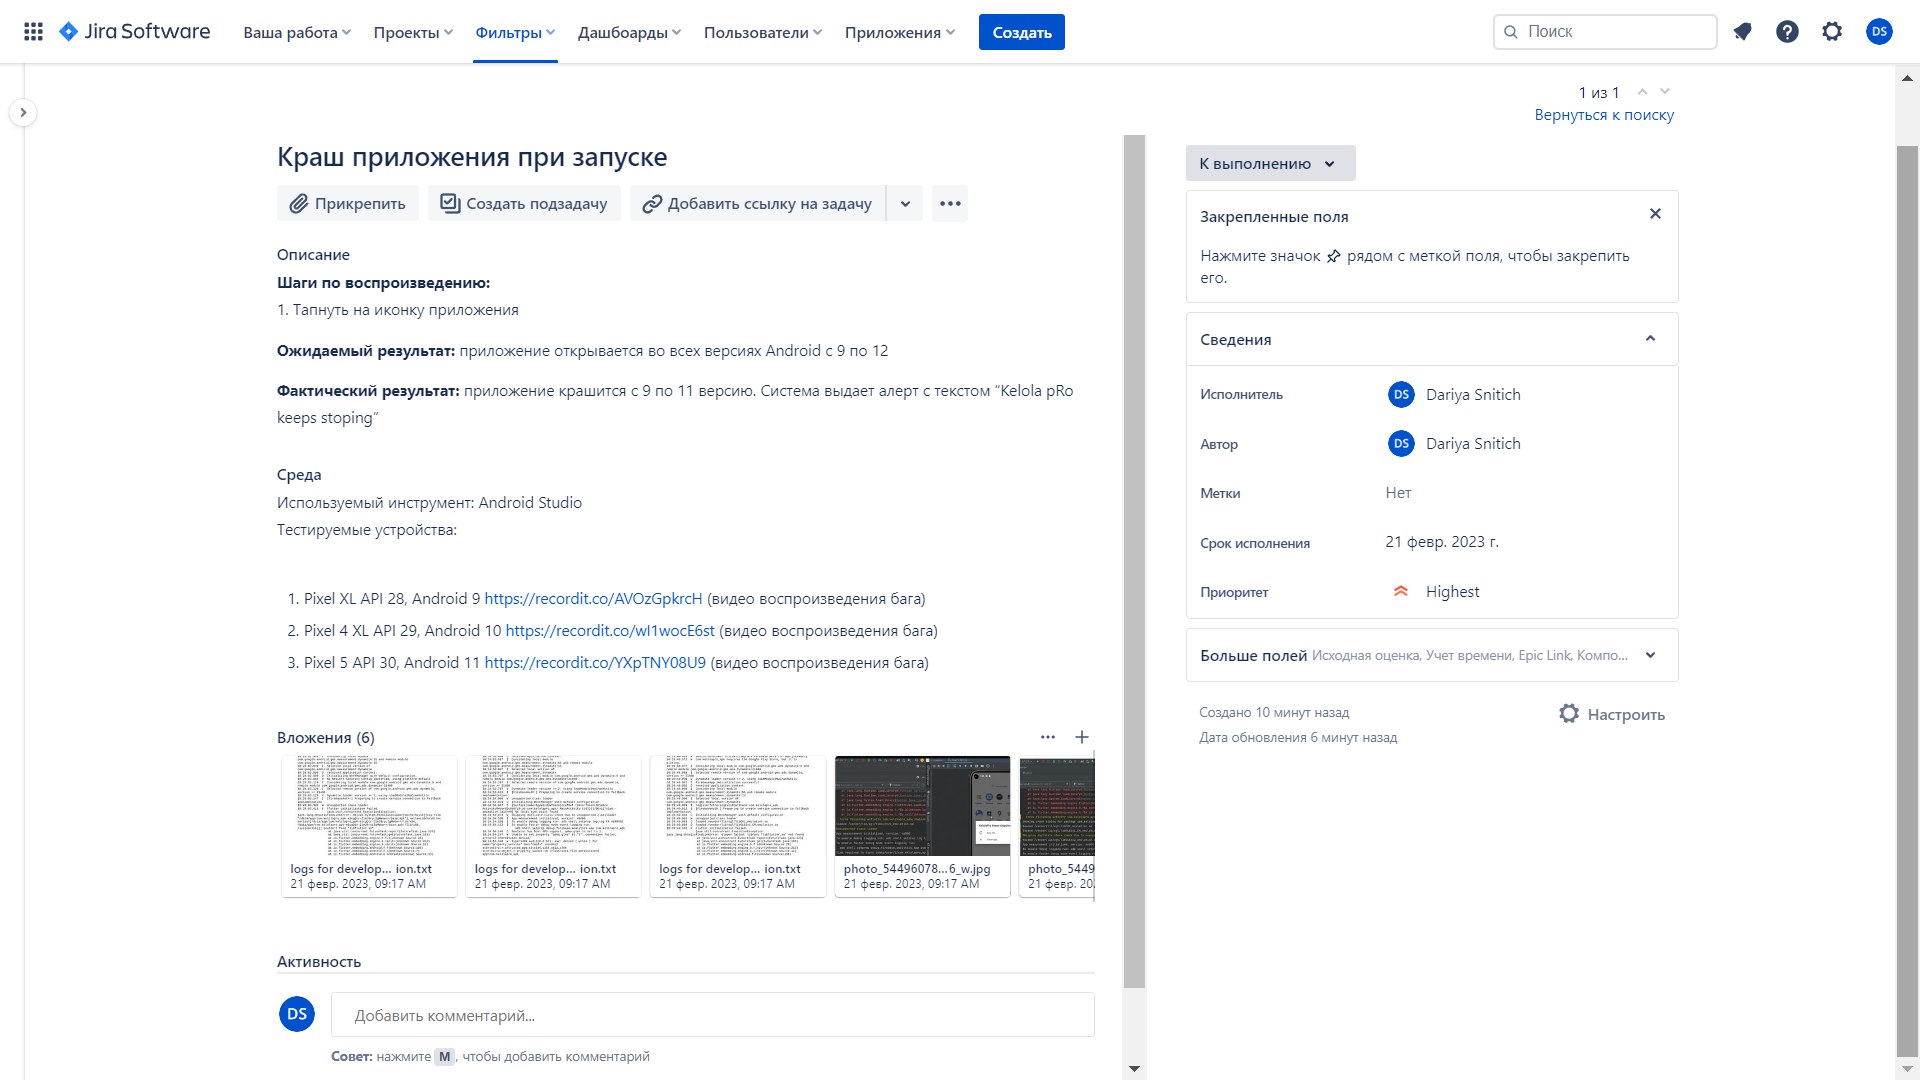 Jira Software
Ваша работа
Проекты
Фильтры
Дашбоарды
Пользователи
Приложения
Создать
Поиск
DS
1 из 1
Вернуться к поиску
Краш приложения при запуске
Прикрепить
Создать подзадачу
Добавить ссылку на задачу
Описание
Шаги по воспроизведению:
1. Тапнуть на иконку приложения
Ожидаемый результат: приложение открывается во всех версиях Android с 9 по 12
Фактический результат: приложение крашится с 9 по 11 версию. Система выдает алерт с текстом “Kelola pRo
keeps stoping”
Среда
Используемый инструмент: Android Studio
Тестируемые устройства:
1. Pixel XL API 28, Android 9 https://recordit.co/AVOzGpkrcH (видео воспроизведения бага)
2. Pixel 4 XL API 29, Android 10 https://recordit.co/wI1wocE6st (видео воспроизведения бага)
3. Pixel 5 API 30, Android 11 https://recordit.co/YXpTNY08U9 (видео воспроизведения бага)
Вложения (6)
logs for develop... ion.txt
21 февр. 2023, 09:17 AM
logs for develop... ion.txt
21 февр. 2023, 09:17 AM
logs for develop... ion.txt
21 февр. 2023, 09:17 AM
photo_54496078...6_w.jpg
21 февр. 2023, 09:17 AM
photo_5449
21 февр. 20
Активность
DS
Добавить комментарий...
Совет: нажмите M, чтобы добавить комментарий
К выполнению
Закрепленные поля
Нажмите значок рядом с меткой поля, чтобы закрепить
его.
Сведения
Исполнитель
DS Dariya Snitich
Автор
DS Dariya Snitich
Метки
Нет
Срок исполнения
21 февр. 2023 г.
Приоритет
Highest
Больше полей Исходная оценка, Учет времени, Epic Link, Компо...
Создано 10 минут назад
Дата обновления 6 минут назад
Настроить